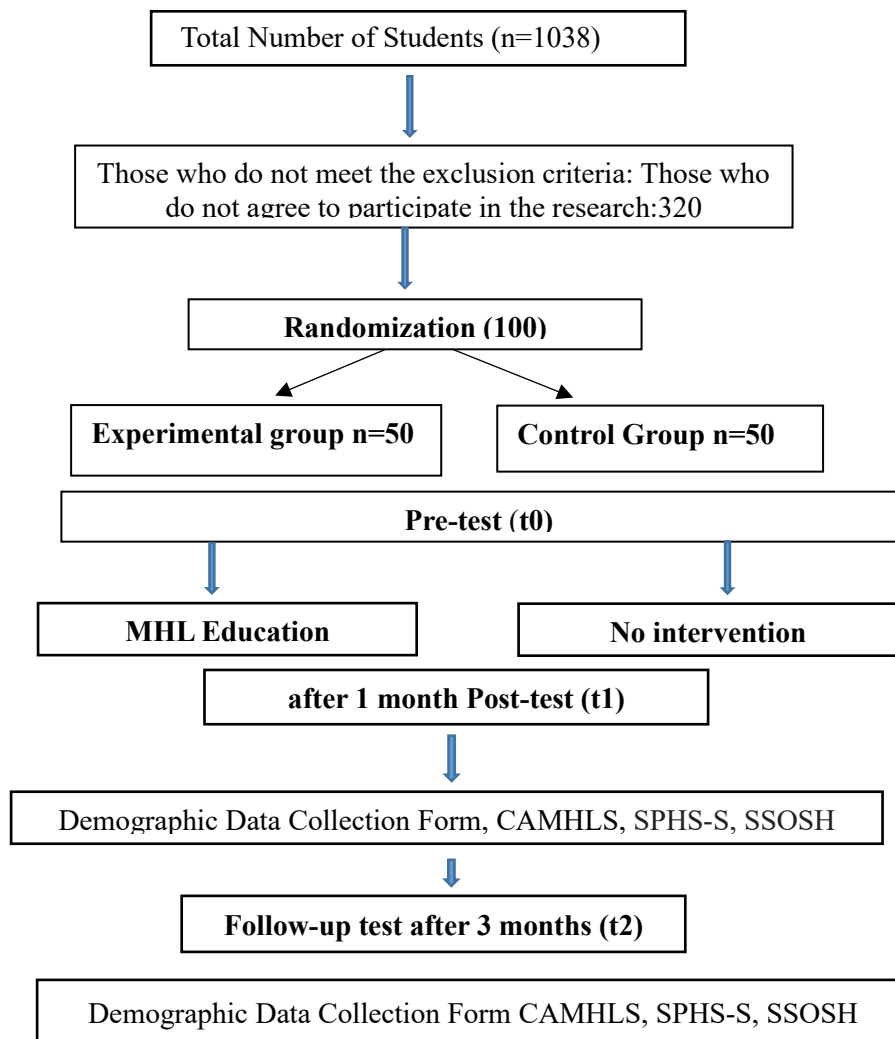 Total Number of Students (n=1038)
Those who do not meet the exclusion criteria: Those who
do not agree to participate in the research:320
Randomization (100)
Experimental group n=50
Control Group n=50
Pre-test (t0)
MHL Education
No intervention
after 1 month Post-test (t1)
Demographic Data Collection Form, CAMHLS, SPHS-S, SSOSH
Follow-up test after 3 months (t2)
Demographic Data Collection Form CAMHLS, SPHS-S, SSOSH